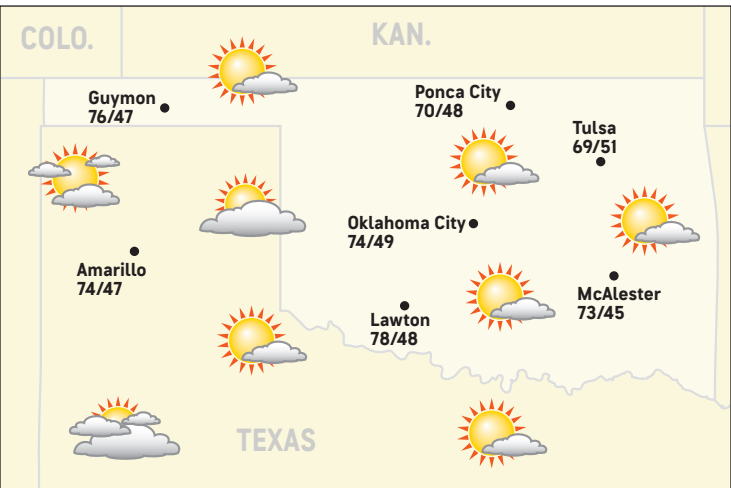 COLO.
KAN.
Guymon
76/47
Ponca City
70/48
Tulsa
69/51
Oklahoma City
74/49
Amarillo
74/47
Lawton
78/48
McAlester
73/45
TEXAS